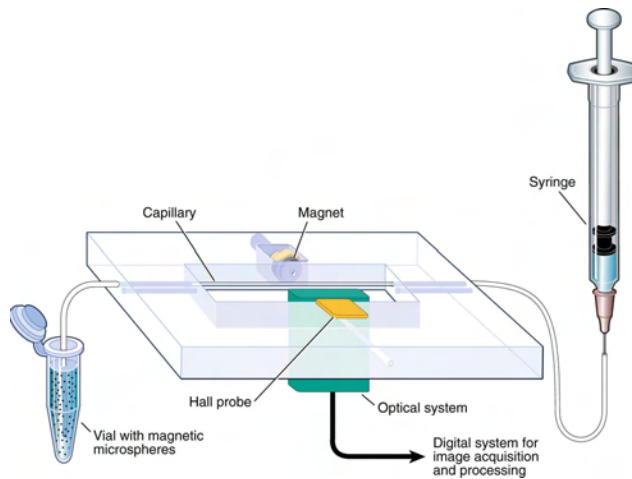 Syringe
Capillary
Magnet
Hall probe
Optical system
Vial with magnetic
microspheres
Digital system for
image acquisition
and processing